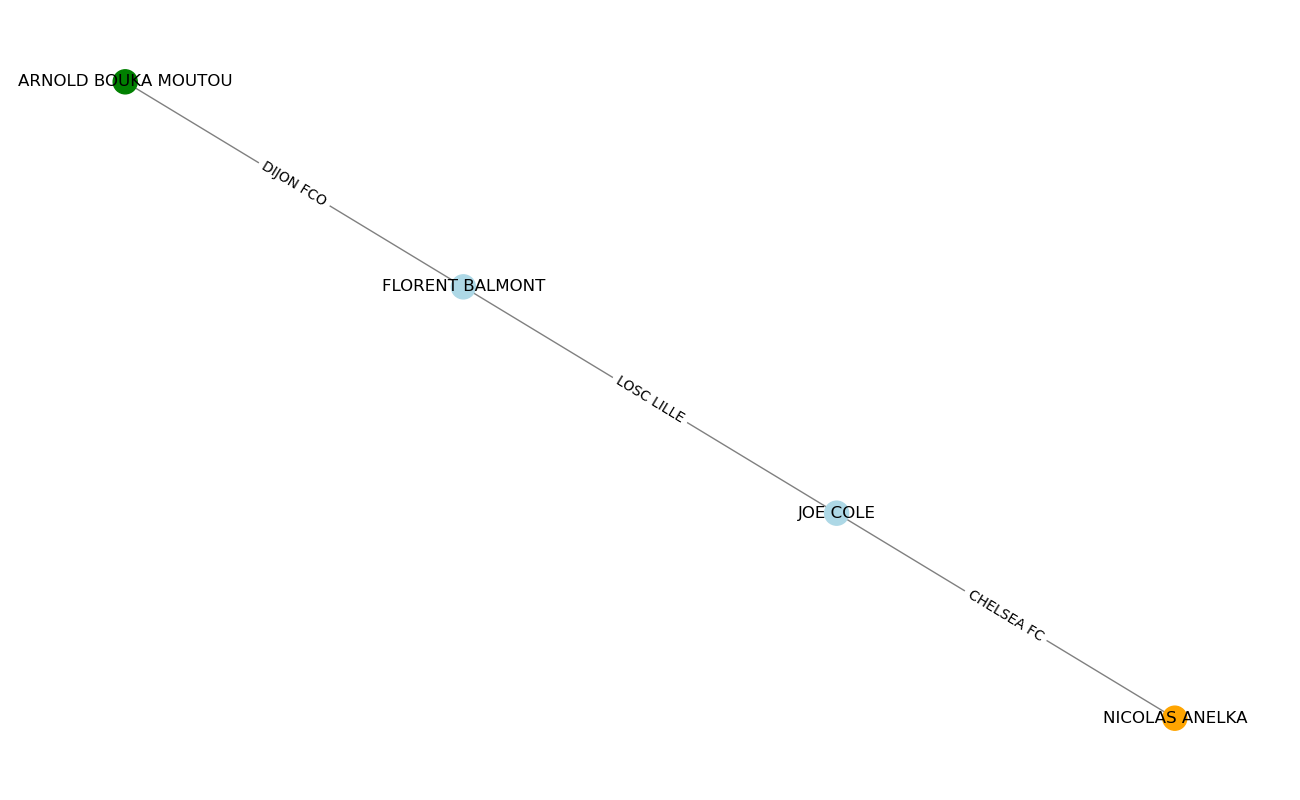 ARNOLD BOUKA MOUTOU
DIJON FCO
FLORENT BALMONT
LOSC LILLE
JOE COLE
CHELSEA FC
NICOLAS ANELKA